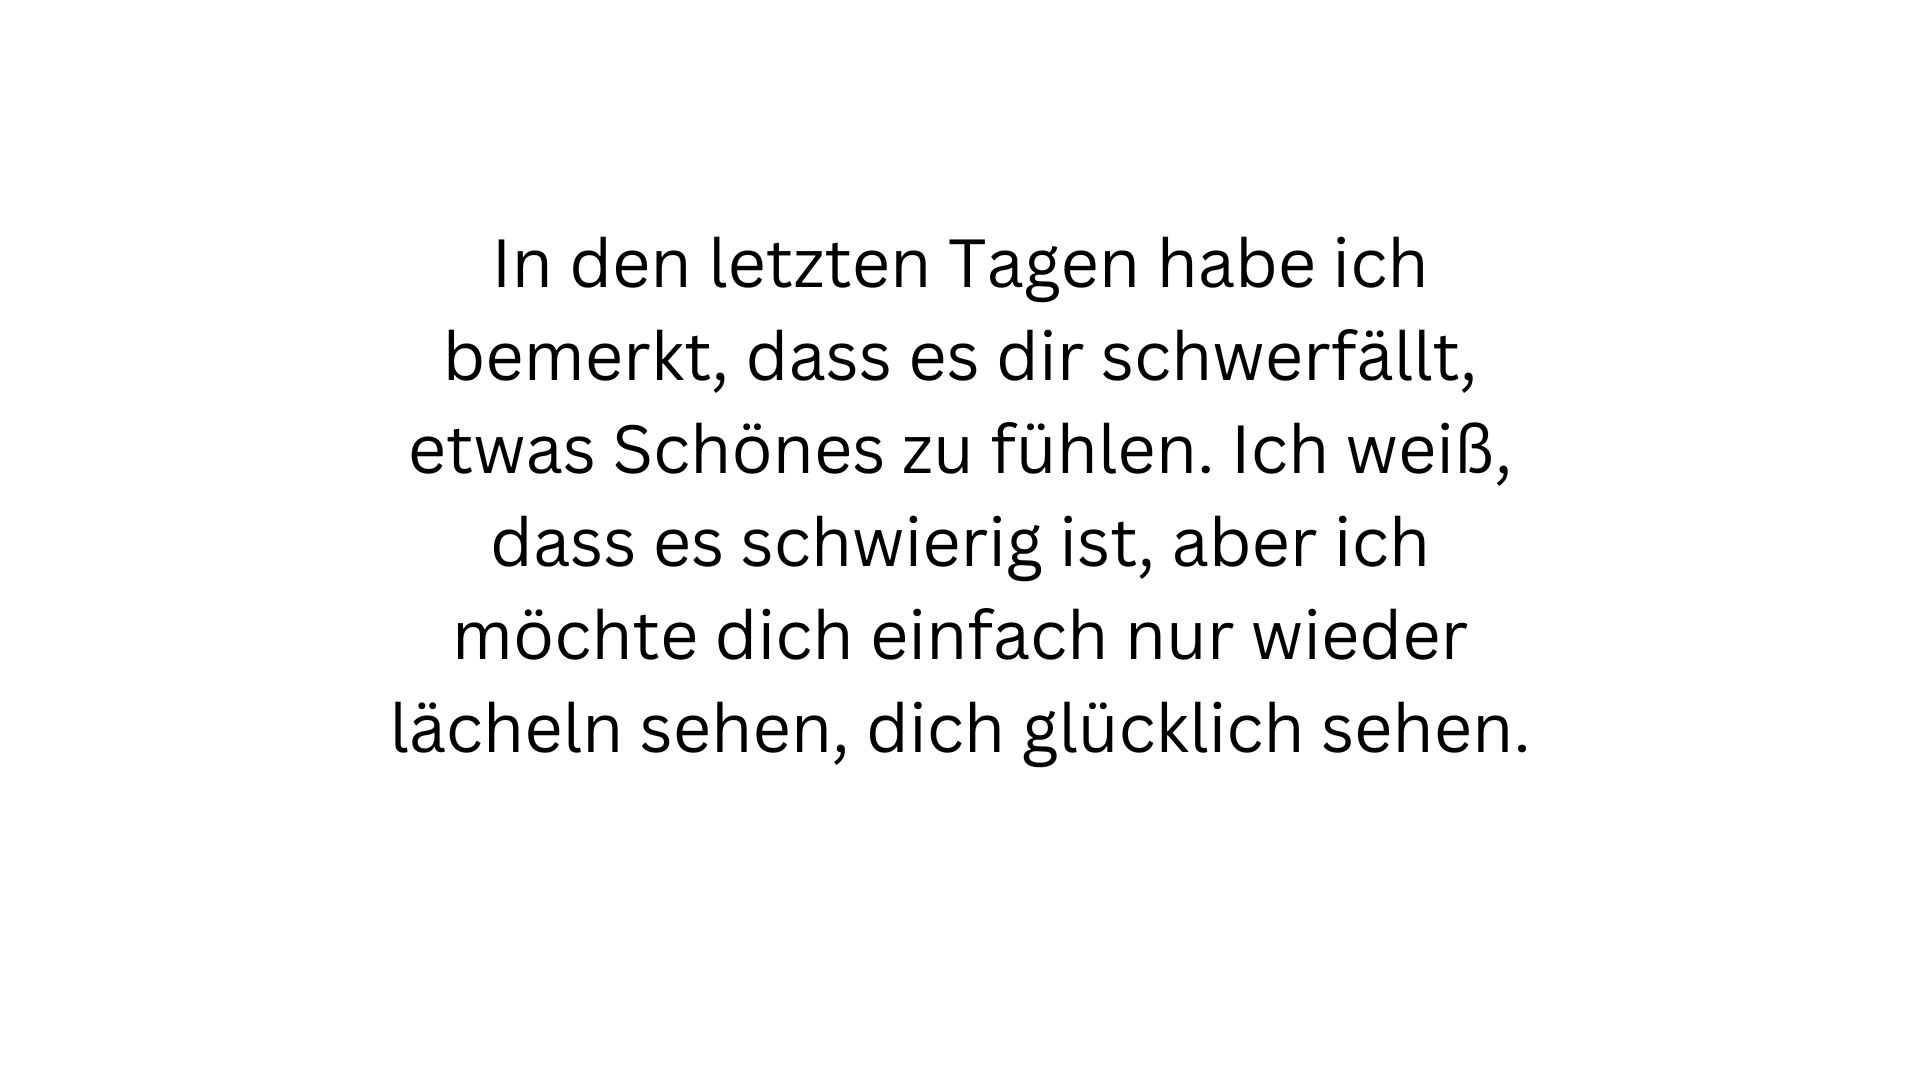 In den letzten Tagen habe ich
bemerkt, dass es dir schwerfällt,
etwas Schönes zu fühlen. Ich weiß,
dass es schwierig ist, aber ich
möchte dich einfach nur wieder
lächeln sehen, dich glücklich sehen.